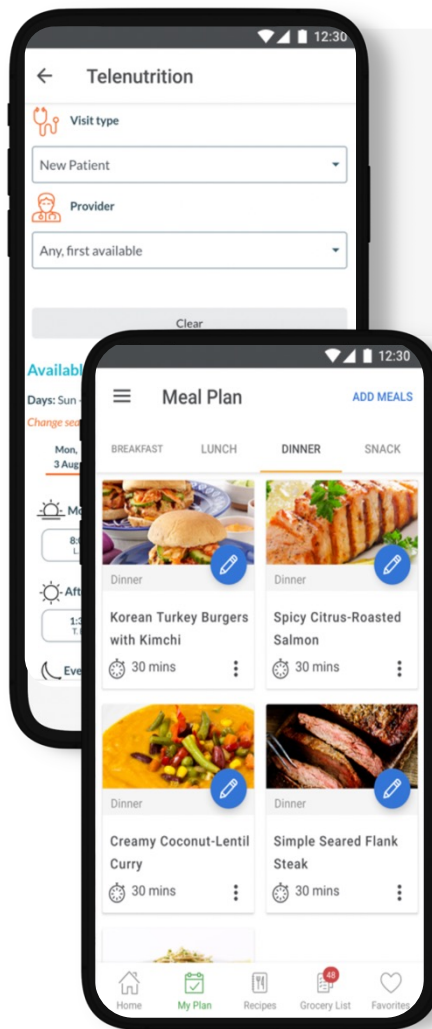 12:30
Telenutrition
Visit type
New Patient
Provider
Any, first available
Clear
Days: Sun
Mon,
12:30
Meal Plan
ADD MEALS
BREAKFAST
LUNCH
DINNER
SNACK
Dinner
Korean Turkey Burgers
with Kimchi
30 mins
Dinner
Spicy Citrus-Roasted
Salmon
30 mins
Dinner
Creamy Coconut-Lentil
Curry
30 mins
Dinner
Simple Seared Flank
Steak
30 mins
Home
My Plan
Recipes
48
Grocery List
Favorites